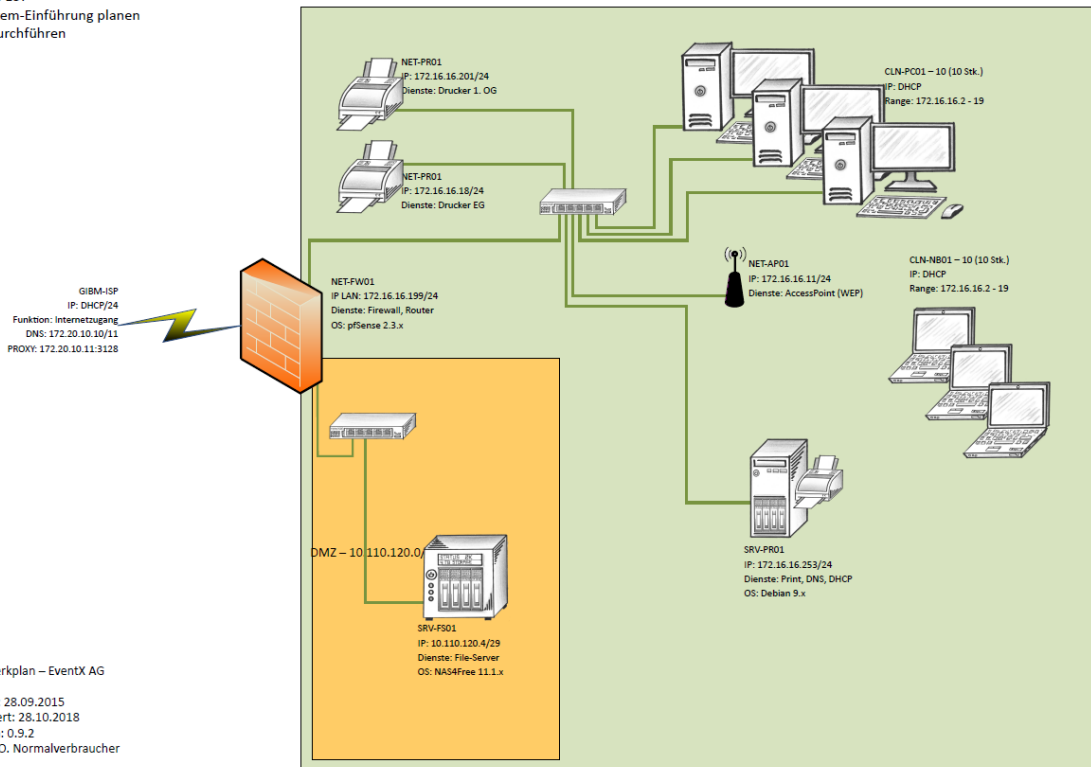 em-Einführung planen
urchführen
NET-PR01
IP: 172.16.16.201/24
Dienste: Drucker 1. OG
NET-PR01
IP: 172.16.16.18/24
Dienste: Drucker EG
CLN-PC01 – 10 (10 Stk.)
IP: DHCP
Range: 172.16.16.2 - 19
NET-AP01
IP: 172.16.16.11/24
Dienste: AccessPoint (WEP)
CLN-NB01 – 10 (10 Stk.)
IP: DHCP
Range: 172.16.16.2 - 19
GIBM-ISP
IP: DHCP/24
Funktion: Internetzugang
DNS: 172.20.10.10/11
PROXY: 172.20.10.11:3128
NET-FW01
IP LAN: 172.16.16.199/24
Dienste: Firewall, Router
OS: pfSense 2.3.x
DMZ – 10.110.120.0/
SRV-FS01
IP: 10.110.120.4/29
Dienste: File-Server
OS: NAS4Free 11.1.x
SRV-PR01
IP: 172.16.16.253/24
Dienste: Print, DNS, DHCP
OS: Debian 9.x
erkplan – EventX AG
: 28.09.2015
ert: 28.10.2018
: 0.9.2
O. Normalverbraucher